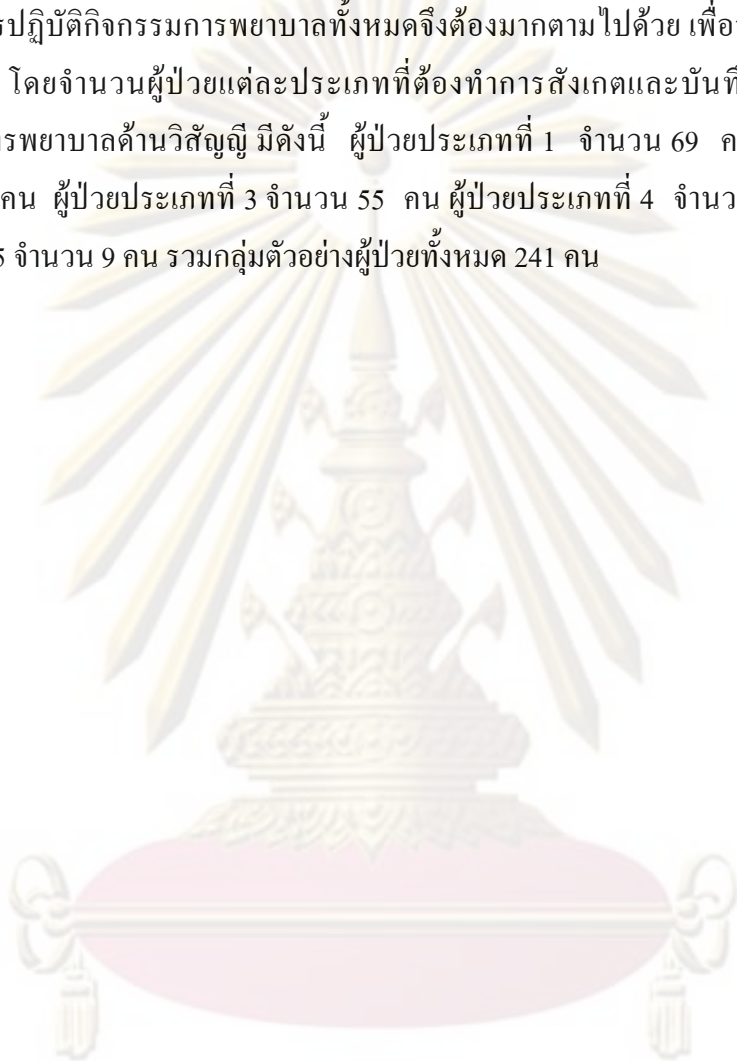 รปฏิบัติกิจกรรมการพยาบาลทั้งหมดจึงต้องมากตามไปด้วย เพื่อ
โดยจำนวนผู้ป่วยแต่ละประเภทที่ต้องทำการสังเกตและบันที
ารพยาบาลด้านวิสัญญี มีดังนี้ ผู้ป่วยประเภทที่ 1 จำนวน 69 ค
คน ผู้ป่วยประเภทที่ 3 จำนวน 55 คน ผู้ป่วยประเภทที่ 4 จำนว
5 จำนวน 9 คน รวมกลุ่มตัวอย่างผู้ป่วยทั้งหมด 241 คน